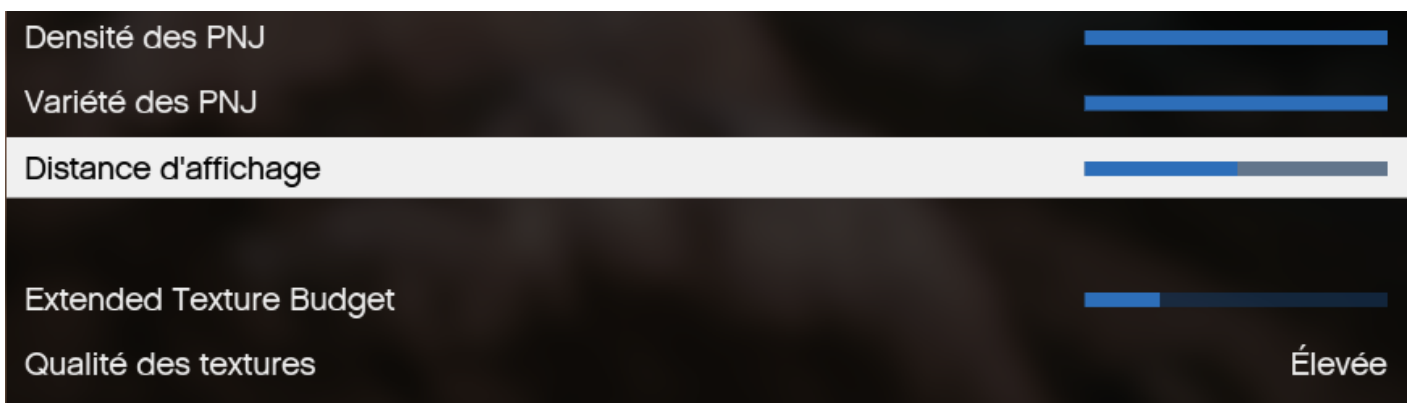 Densité des PNJ
Variété des PNJ
Distance d'affichage
Extended Texture Budget
Qualité des textures Élevée